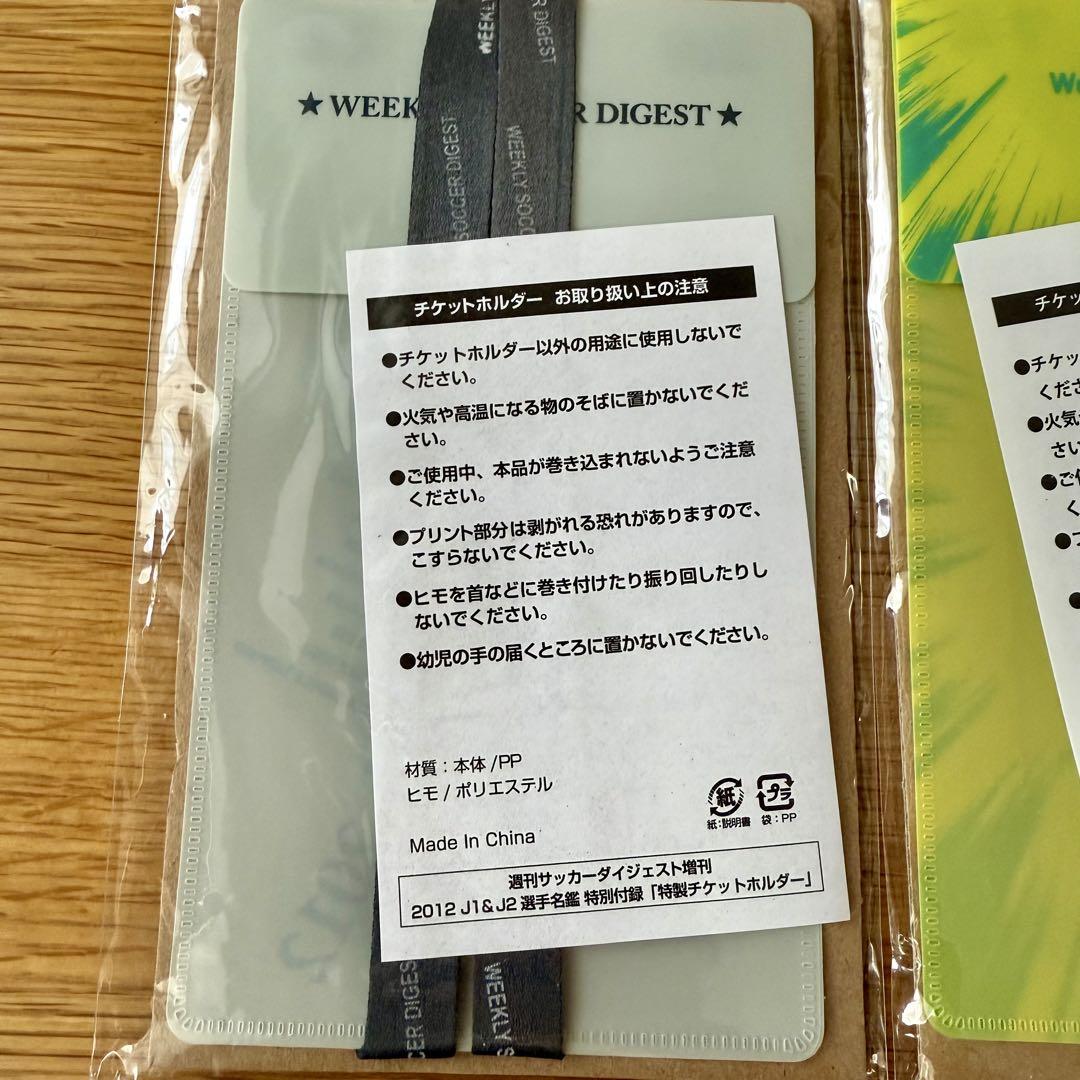 WEEKLY
DIGEST
★ WEEK
R DIGEST ★
SOCCER DIGEST
WEEKLY SOCC
We
チケットホルダー お取り扱い上の注意
●チケットホルダー以外の用途に使用しないで
ください。
●火気や高温になる物のそばに置かないでくだ
さい。
●ご使用中、本品が巻き込まれないようご注意
ください。
●プリント部分は剥がれる恐れがありますので、
こすらないでください。
●ヒモを首などに巻き付けたり振り回したりし
ないでください。
●幼児の手の届くところに置かないでください。
材質：本体 /PP
ヒモ / ポリエステル
紙
プラ
紙：説明書 袋：PP
Made In China
週刊サッカーダイジェスト増刊
2012 J1&J2 選手名鑑 特別付録「特製チケットホルダー」
CER DIGES
WEEKLY S
チケッ
●チケッ
くださ
●火気
さい
●ご使
く
●プ